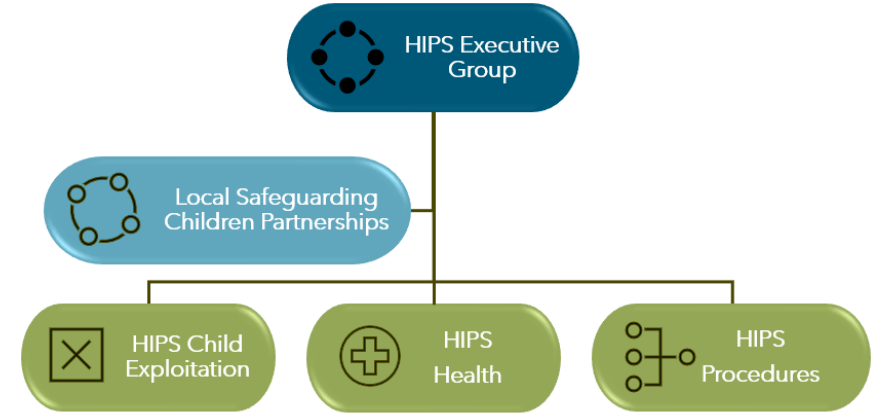 HIPS Executive
Group
Local Safeguarding
Children Partnerships
HIPS Child
Exploitation
HIPS
Health
HIPS
Procedures